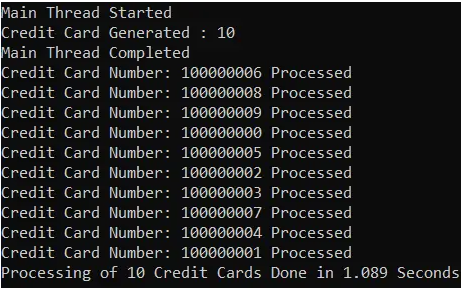 Main Thread Started
Credit Card Generated : 10
Main Thread Completed
Credit Card Number: 100000006 Processed
Credit Card Number: 100000008 Processed
Credit Card Number: 100000009 Processed
Credit Card Number: 100000000 Processed
Credit Card Number: 100000005 Processed
Credit Card Number: 100000002 Processed
Credit Card Number: 100000003 Processed
Credit Card Number: 100000007 Processed
Credit Card Number: 100000004 Processed
Credit Card Number: 100000001 Processed
Processing of 10 Credit Cards Done in 1.089 Seconds